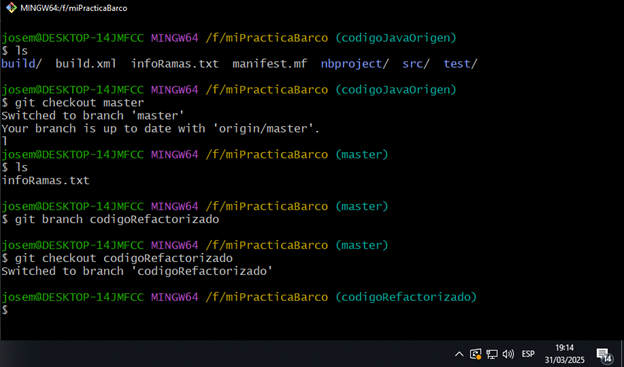 MINGW64:/f/miPracticaBarco
josem@DESKTOP-14JMFCC MINGW64 /f/miPracticaBarco (codigoJavaOrigen)
$ ls
build/  build.xml  infoRamas.txt  manifest.mf  nbproject/  src/  test/
josem@DESKTOP-14JMFCC MINGW64 /f/miPracticaBarco (codigoJavaOrigen)
$ git checkout master
Switched to branch 'master'
Your branch is up to date with 'origin/master'.
l
josem@DESKTOP-14JMFCC MINGW64 /f/miPracticaBarco (master)
$ ls
infoRamas.txt
josem@DESKTOP-14JMFCC MINGW64 /f/miPracticaBarco (master)
$ git branch codigoRefactorizado
josem@DESKTOP-14JMFCC MINGW64 /f/miPracticaBarco (master)
$ git checkout codigoRefactorizado
Switched to branch 'codigoRefactorizado'
josem@DESKTOP-14JMFCC MINGW64 /f/miPracticaBarco (codigoRefactorizado)
$
ESP
19:14
31/03/2025
14